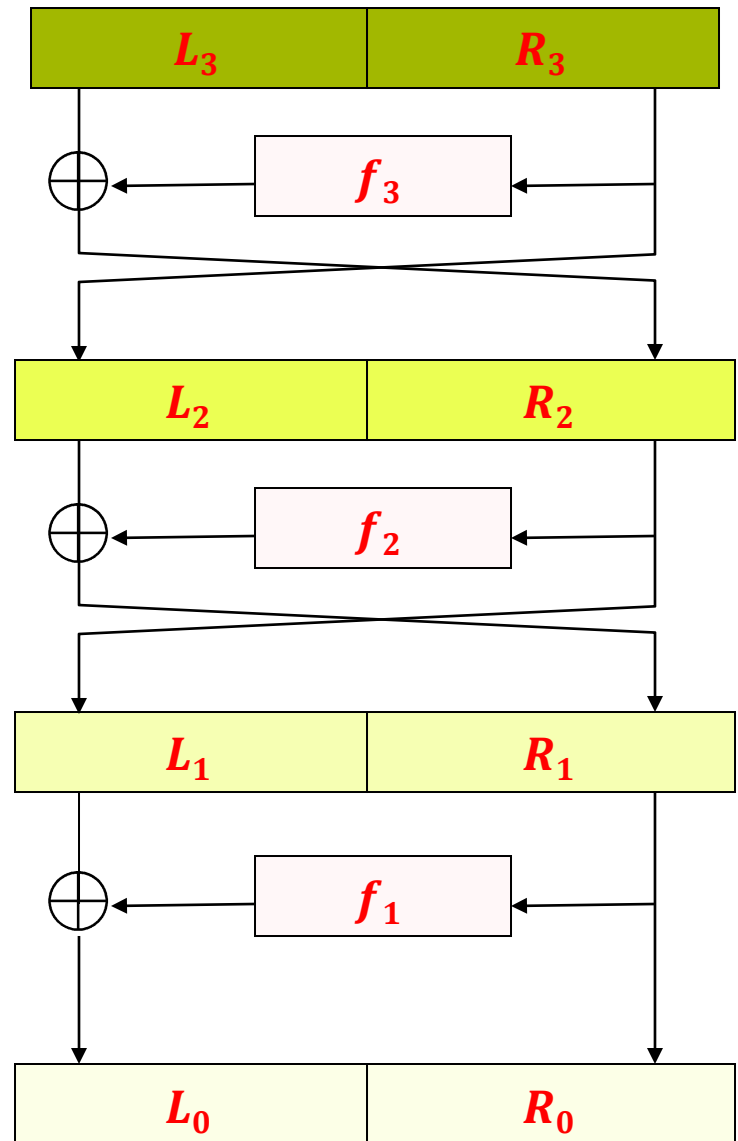 L₃ R₃
f₃
L₂ R₂
f₂
L₁ R₁
f₁
L₀ R₀